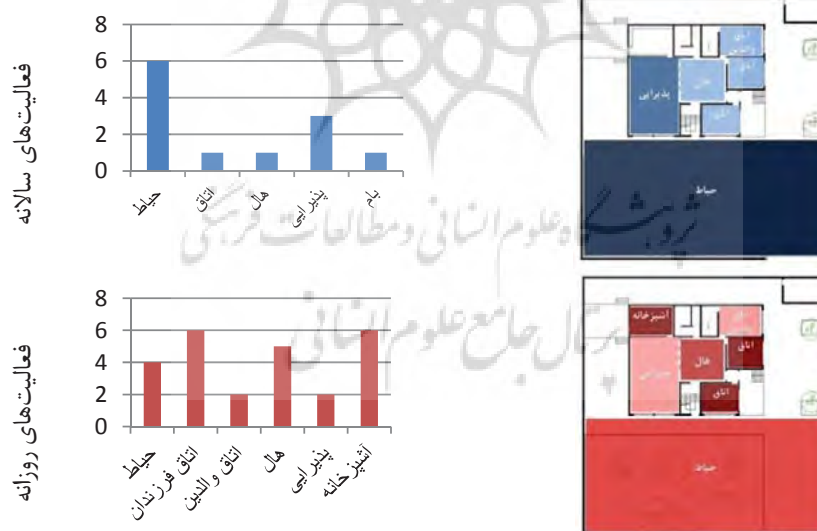 فعالیت‌های سالانه
8
6
4
2
0
حیاط
اتاق
هال
پذیرایی
بام
پذیرایی
هال
اتاق
حیاط
پژوهشگاه علوم انسانی و مطالعات فرهنگی
پرتال جامع علوم انسانی
فعالیت‌های روزانه
8
6
4
2
0
حیاط
اتاق فرزندان
اتاق والدین
هال
پذیرایی
آشپزخانه
آشپزخانه
اتاق
هال
اتاق
حیاط